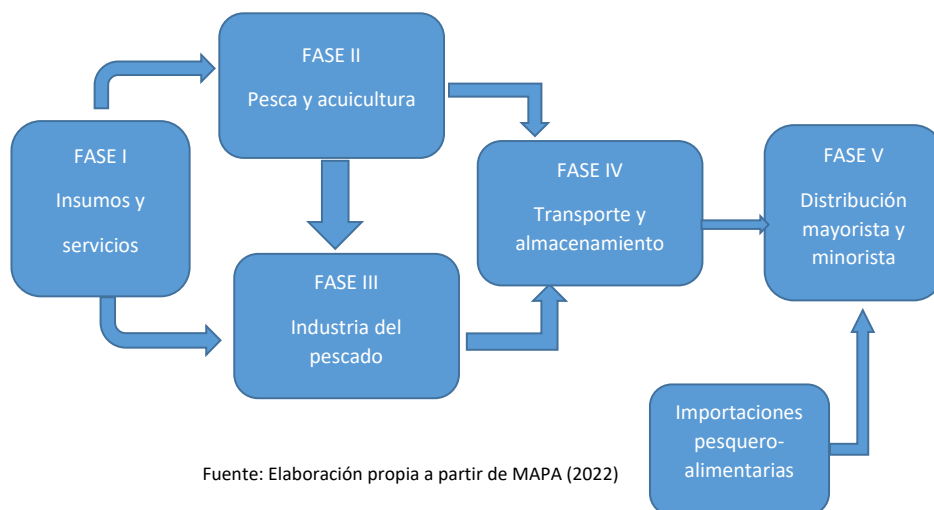 FASE I
Insumos y
servicios
FASE II
Pesca y acuicultura
FASE III
Industria del
pescado
FASE IV
Transporte y
almacenamiento
FASE V
Distribución
mayorista y
minorista
Importaciones
pesquero-
alimentarias
Fuente: Elaboración propia a partir de MAPA (2022)